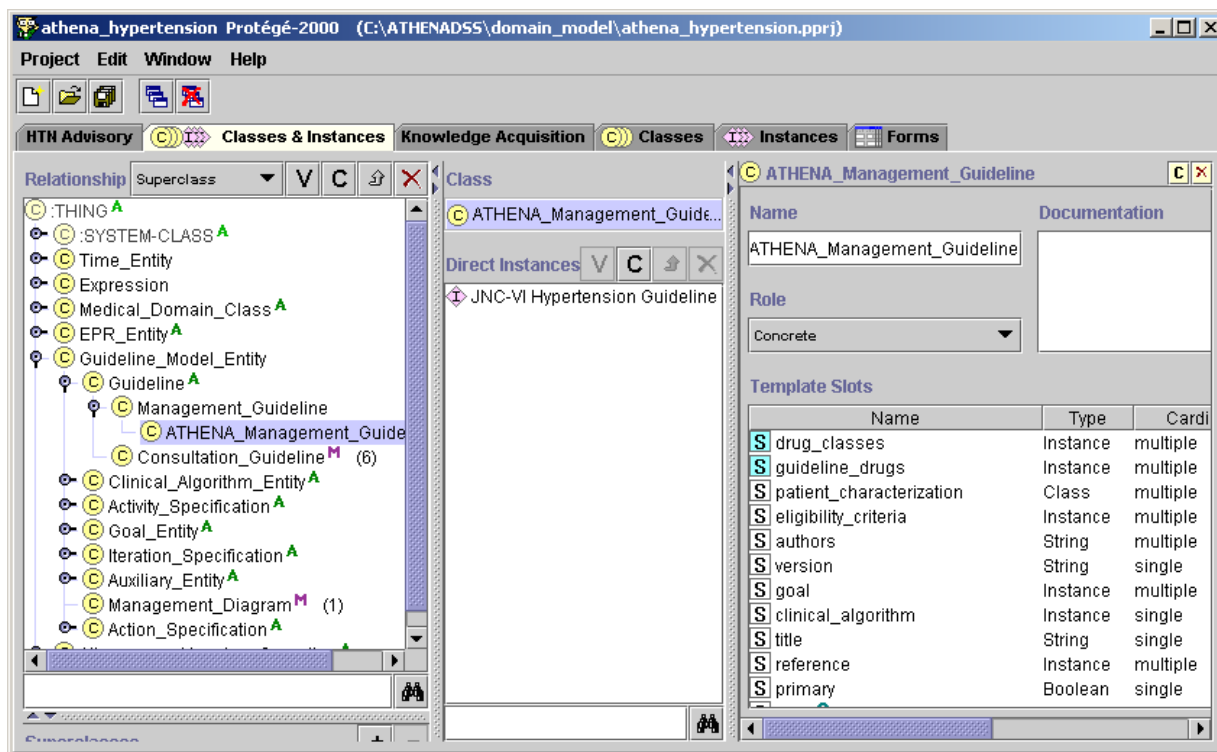 athena_hypertension Protégé-2000 (C:\ATHENADSS\domain_model\athena_hypertension.pprj)
Project Edit Window Help
HTN Advisory C I Classes & Instances Knowledge Acquisition C Classes I Instances Forms
Relationship Superclass V C
C :THING A
C :SYSTEM-CLASS A
C Time_Entity
C Expression
C Medical_Domain_Class A
C EPR_Entity A
C Guideline_Model_Entity
C Guideline A
C Management_Guideline
C ATHENA_Management_Guide
C Consultation_Guideline M (6)
C Clinical_Algorithm_Entity A
C Activity_Specification A
C Goal_Entity A
C Iteration_Specification A
C Auxiliary_Entity A
C Management_Diagram M (1)
C Action_Specification A
Superclasses + -
Class
C ATHENA_Management_Guide...
Direct Instances V C
I JNC-VI Hypertension Guideline
C ATHENA_Management_Guideline C
Name Documentation
ATHENA_Management_Guideline
Role
Concrete
Template Slots
Name Type Cardi
S drug_classes Instance multiple
S guideline_drugs Instance multiple
S patient_characterization Class multiple
S eligibility_criteria Instance multiple
S authors String multiple
S version String single
S goal Instance multiple
S clinical_algorithm Instance single
S title String single
S reference Instance multiple
S primary Boolean single